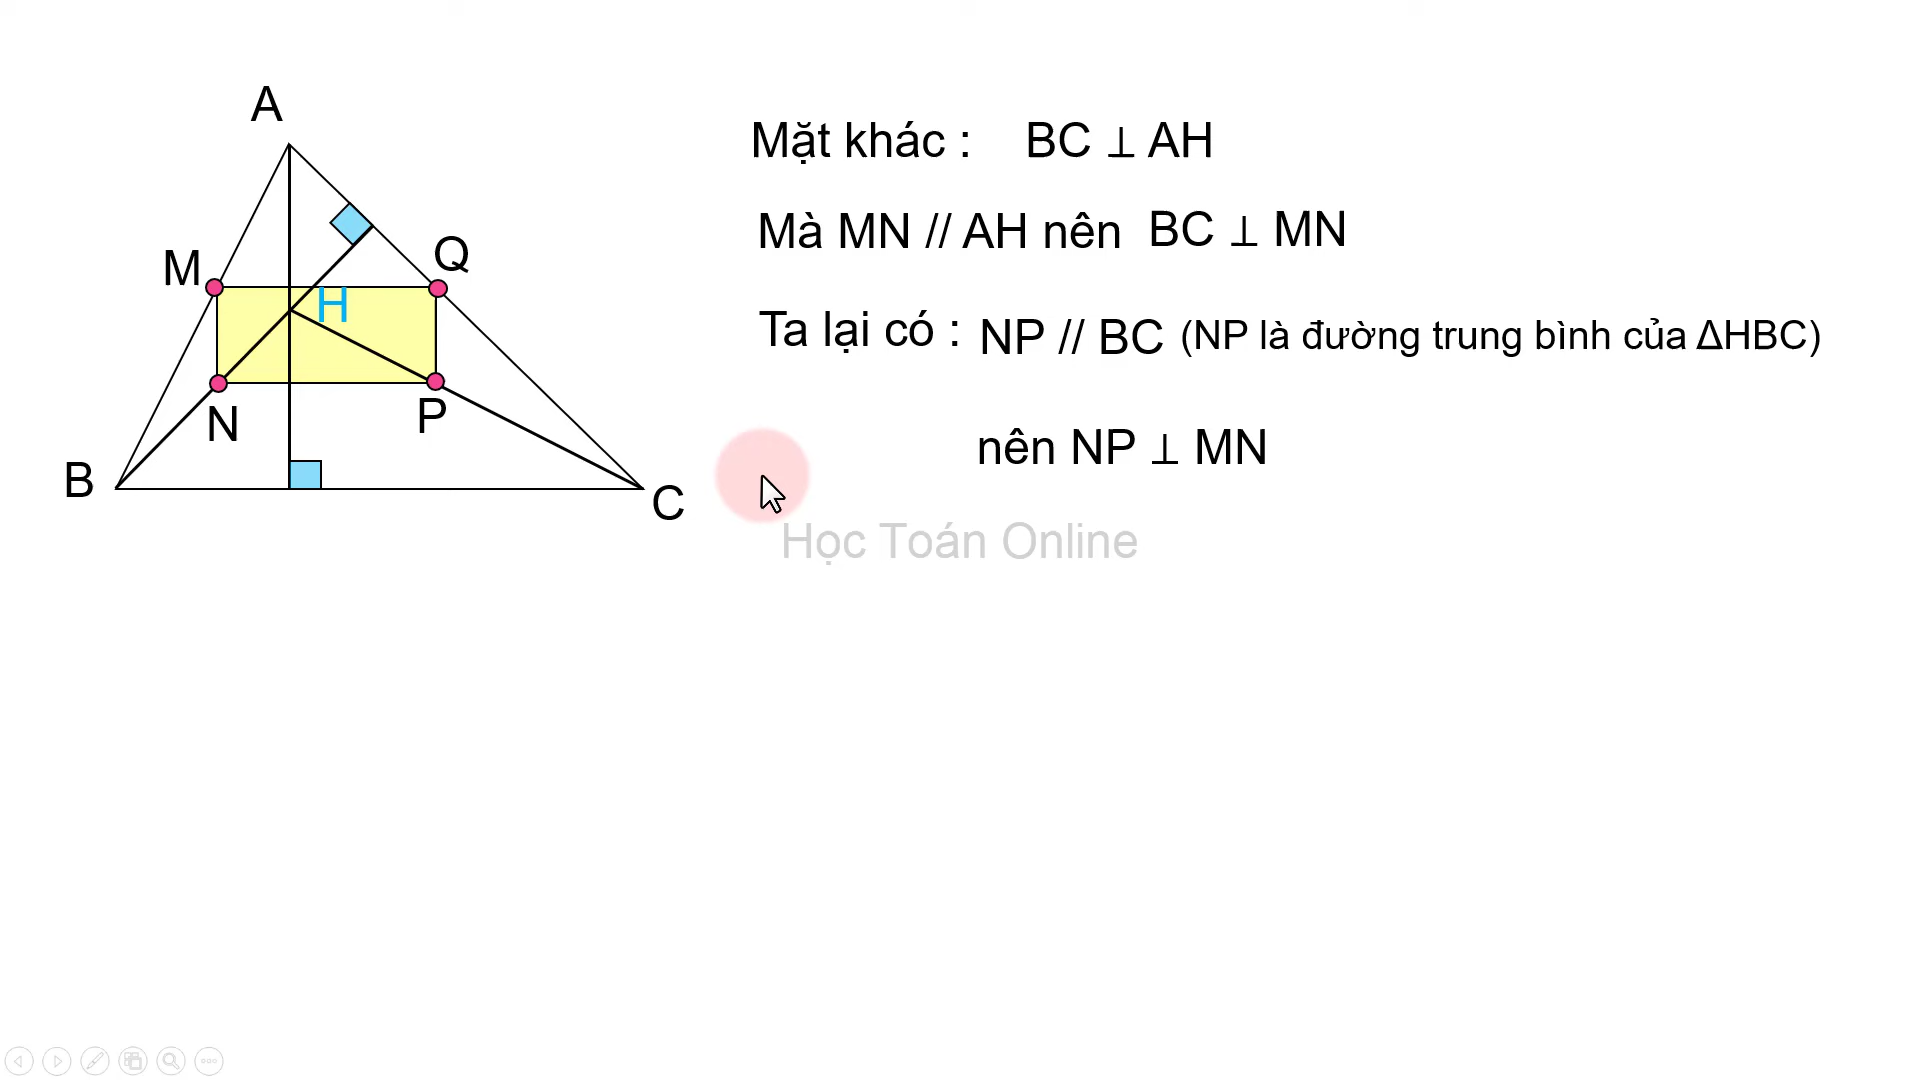 A
Mặt khác : BC ⊥ AH
M
Q
H
Mà MN // AH nên BC ⊥ MN
Ta lại có : NP // BC (NP là đường trung bình của ΔHBC)
N
P
nên NP ⊥ MN
B
C
Học Toán Online